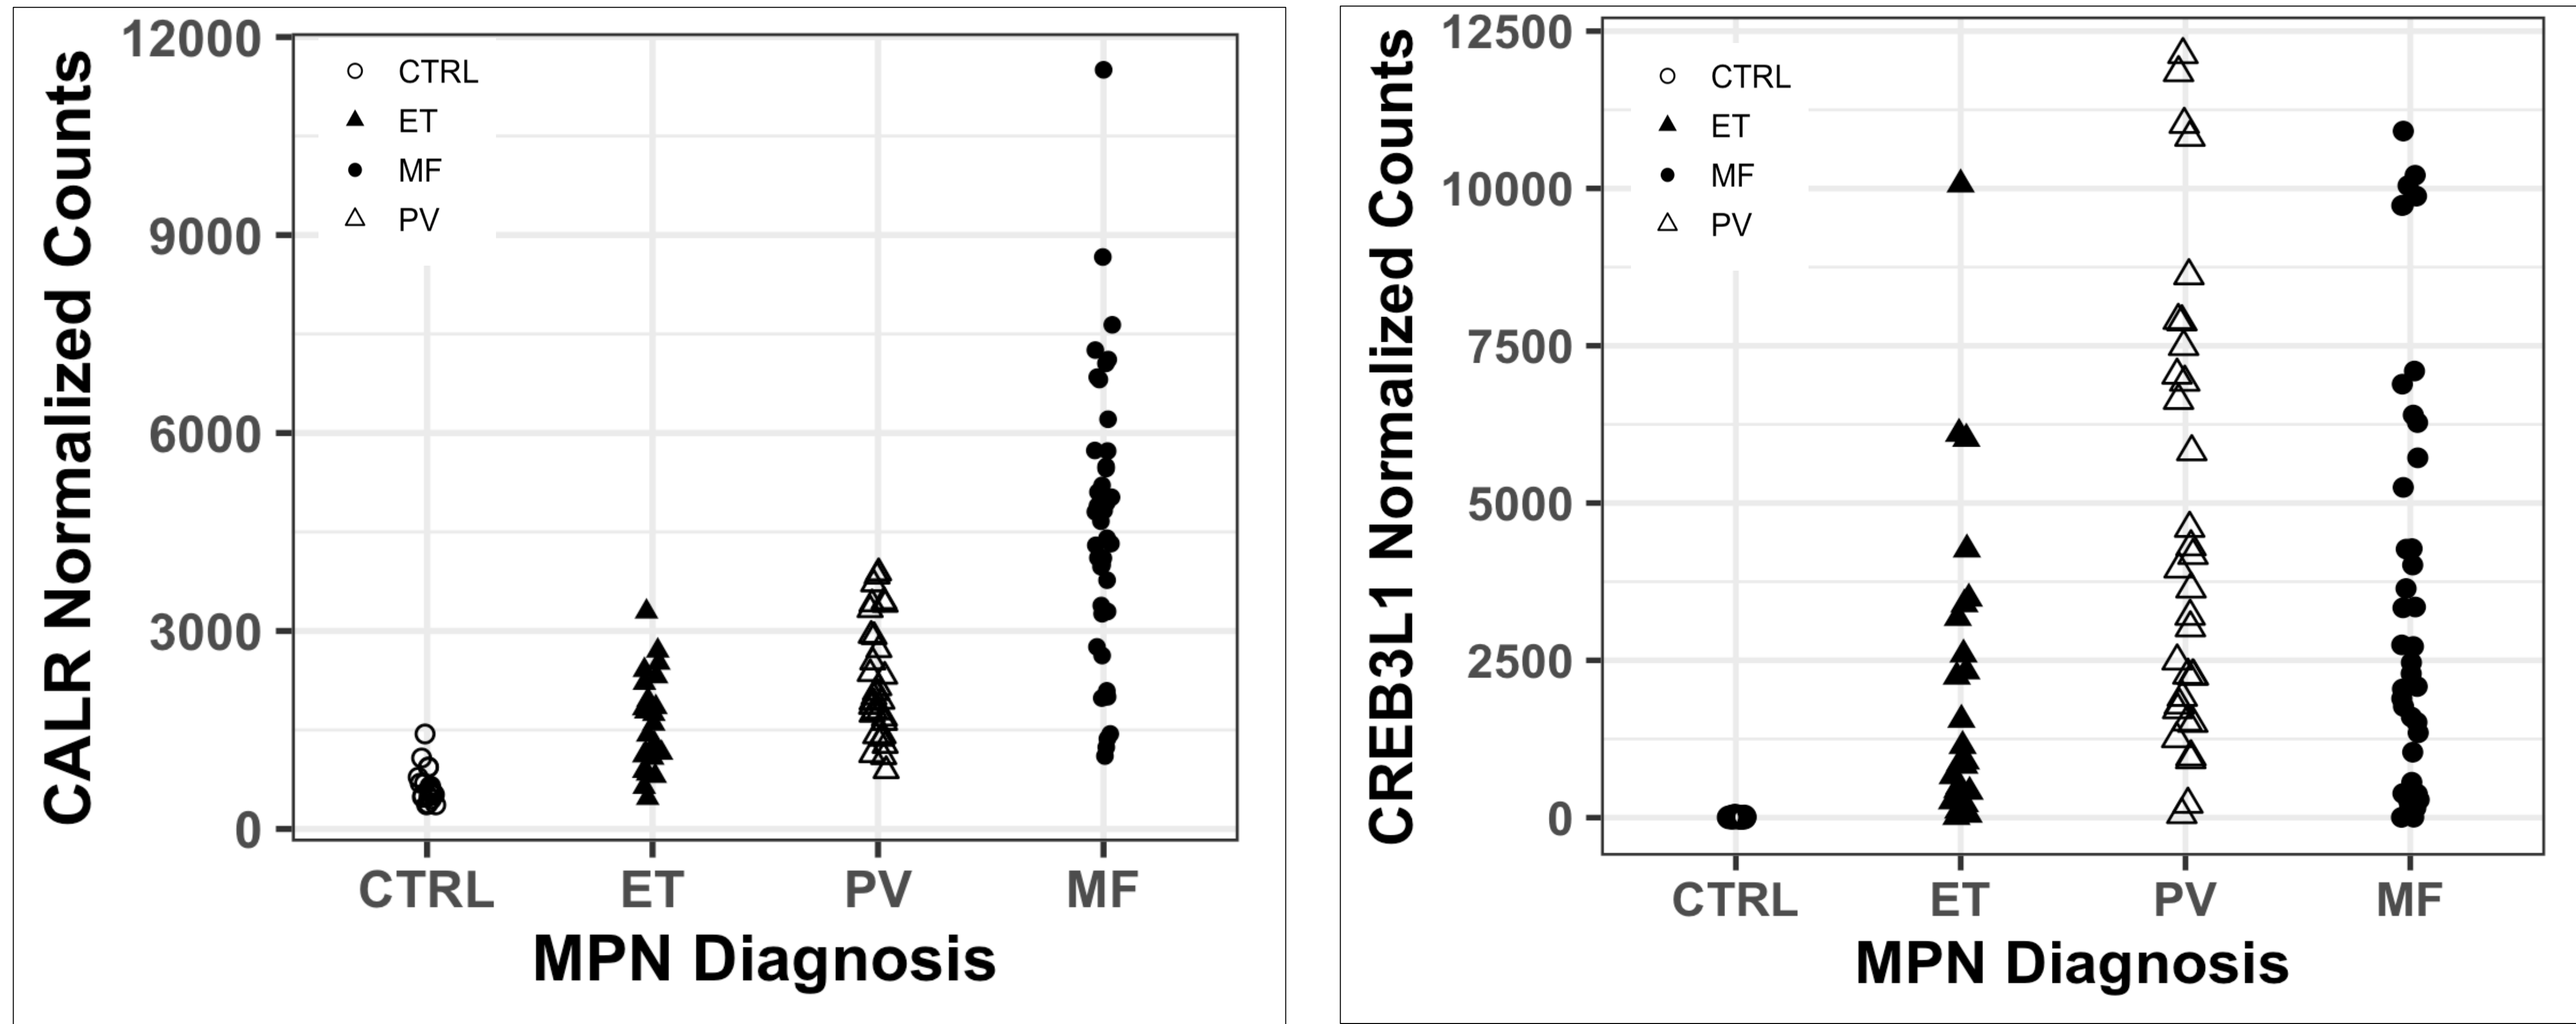 CALR Normalized Counts
12000
9000
6000
3000
0
CTRL
ET
MF
PV
CTRL ET PV MF
MPN Diagnosis
CREB3L1 Normalized Counts
12500
10000
7500
5000
2500
0
CTRL
ET
MF
PV
CTRL ET PV MF
MPN Diagnosis